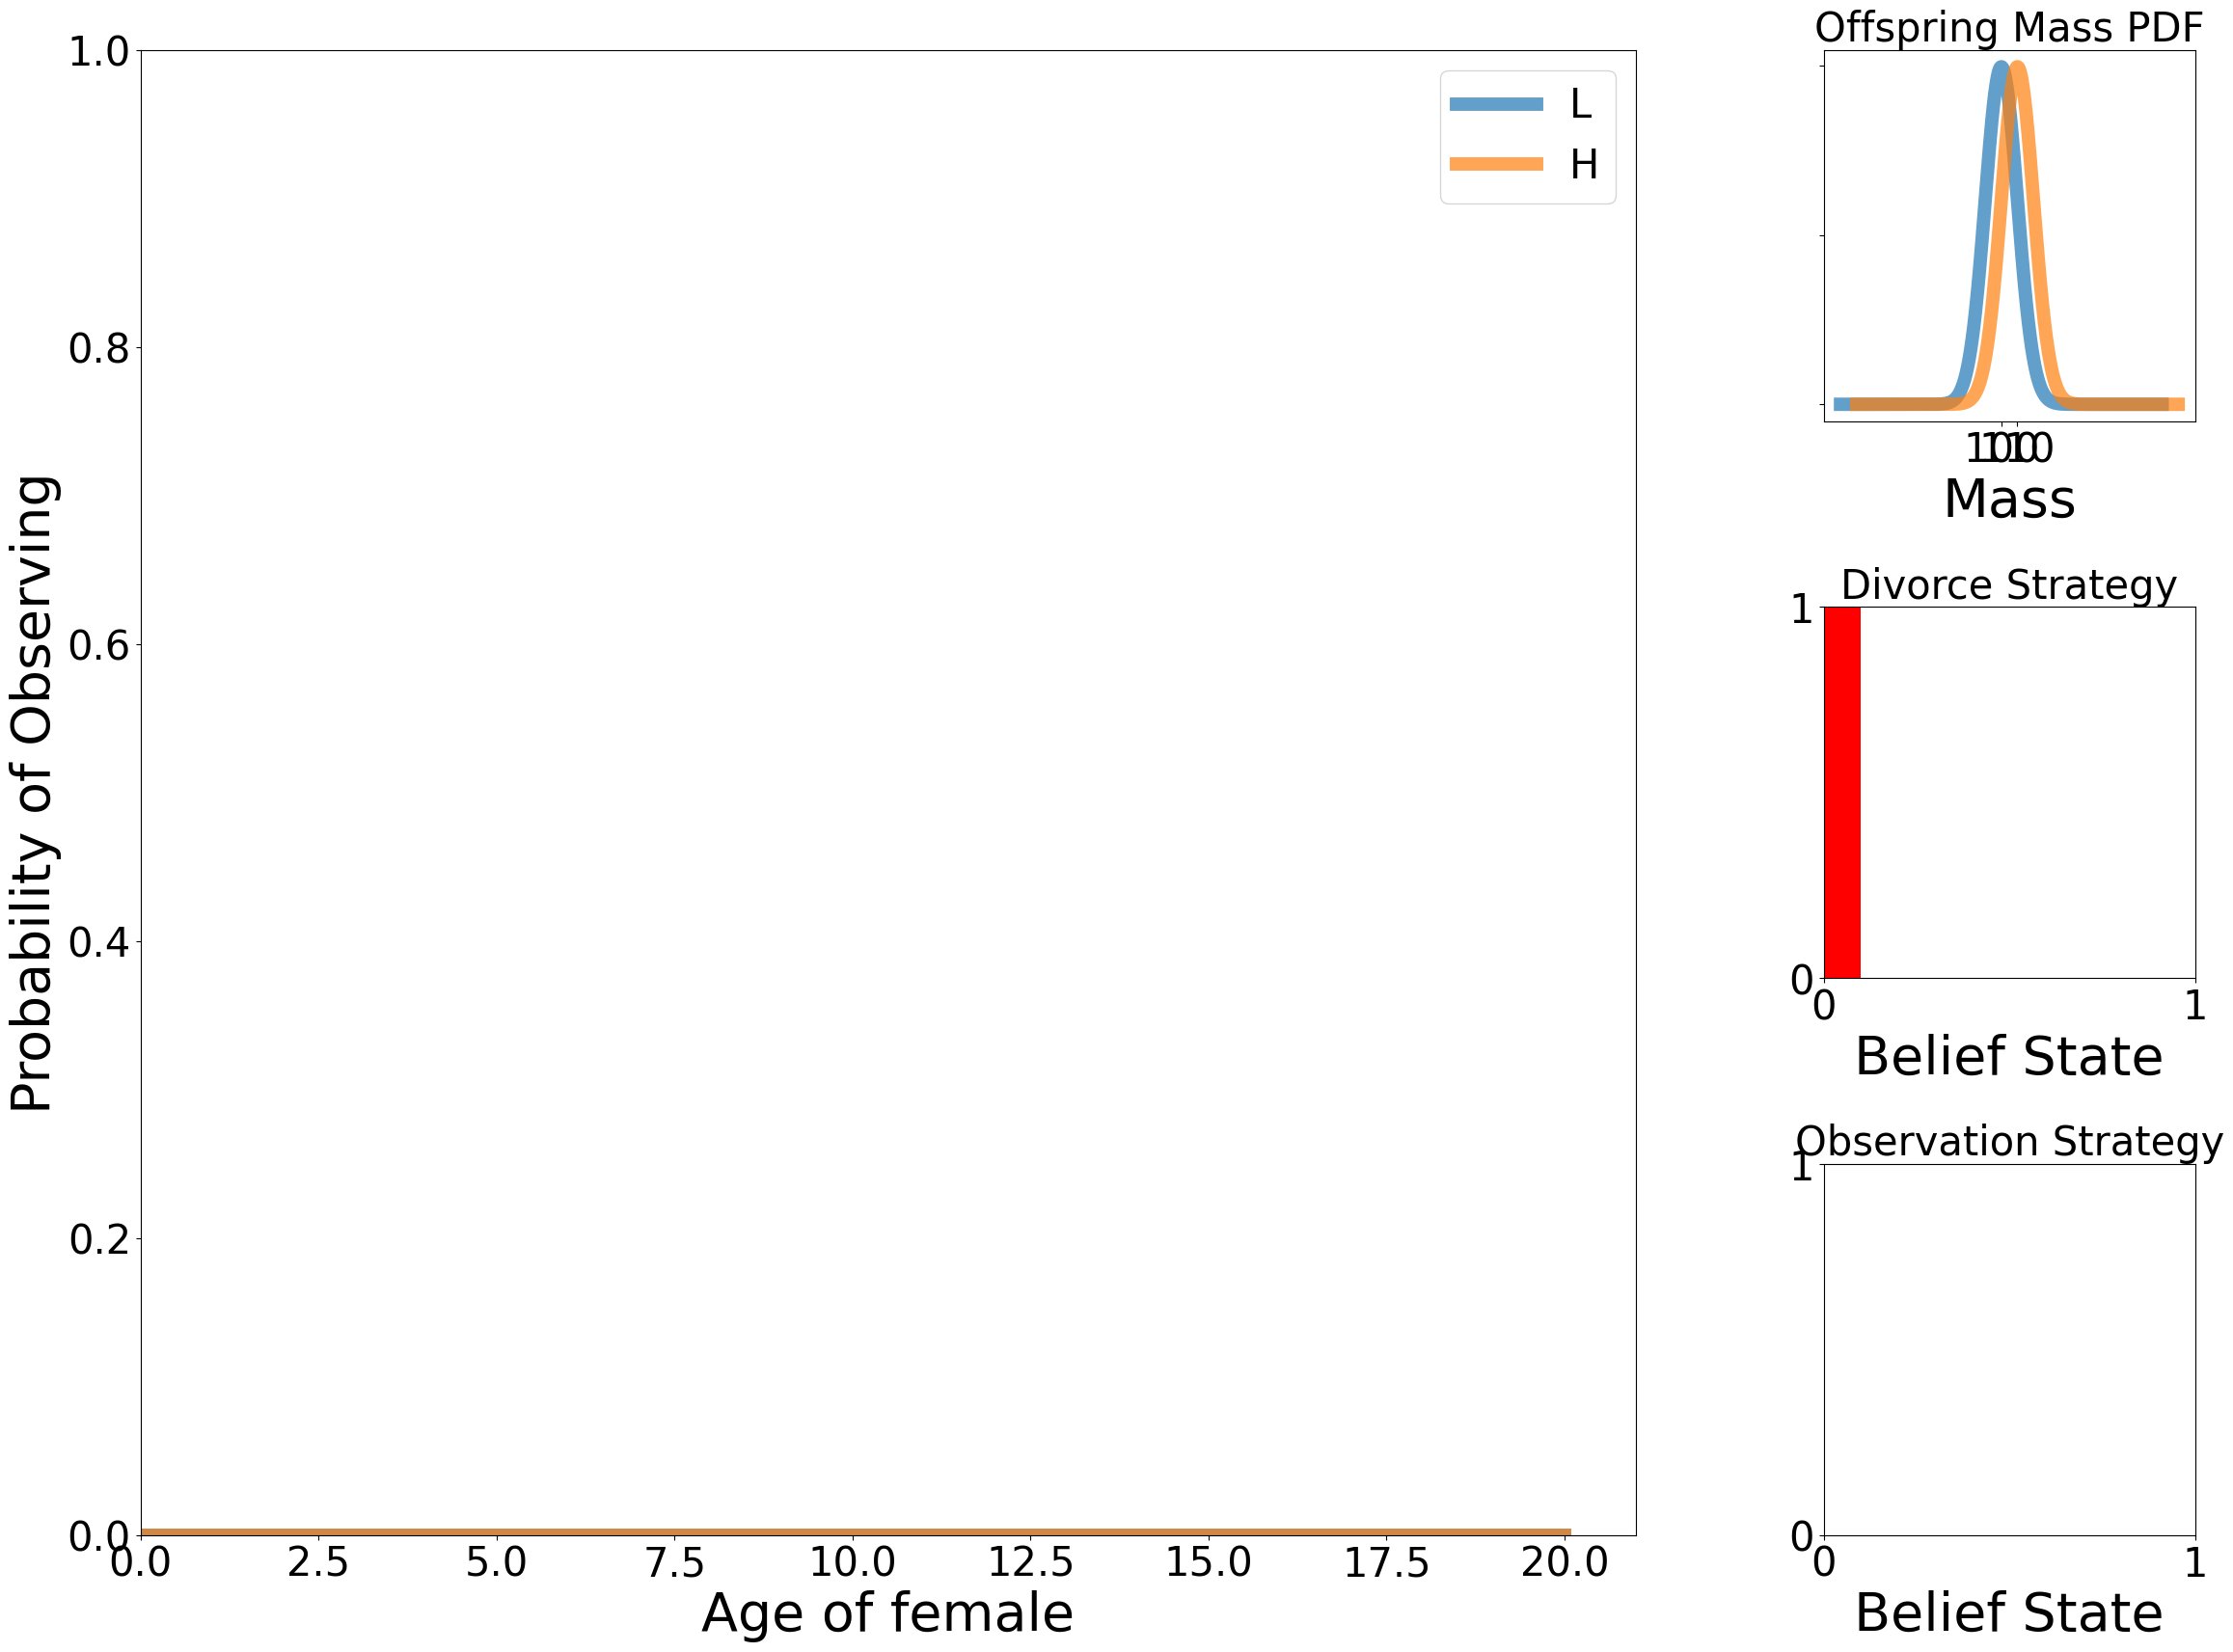 1.0
0.8
0.6
0.4
0.2
0.0
Probability of Observing
0.0 2.5 5.0 7.5 10.0 12.5 15.0 17.5 20.0
Age of female
L
H
Offspring Mass PDF
100 110
Mass
Divorce Strategy
1
0
0 1
Belief State
Observation Strategy
1
0
0 1
Belief State